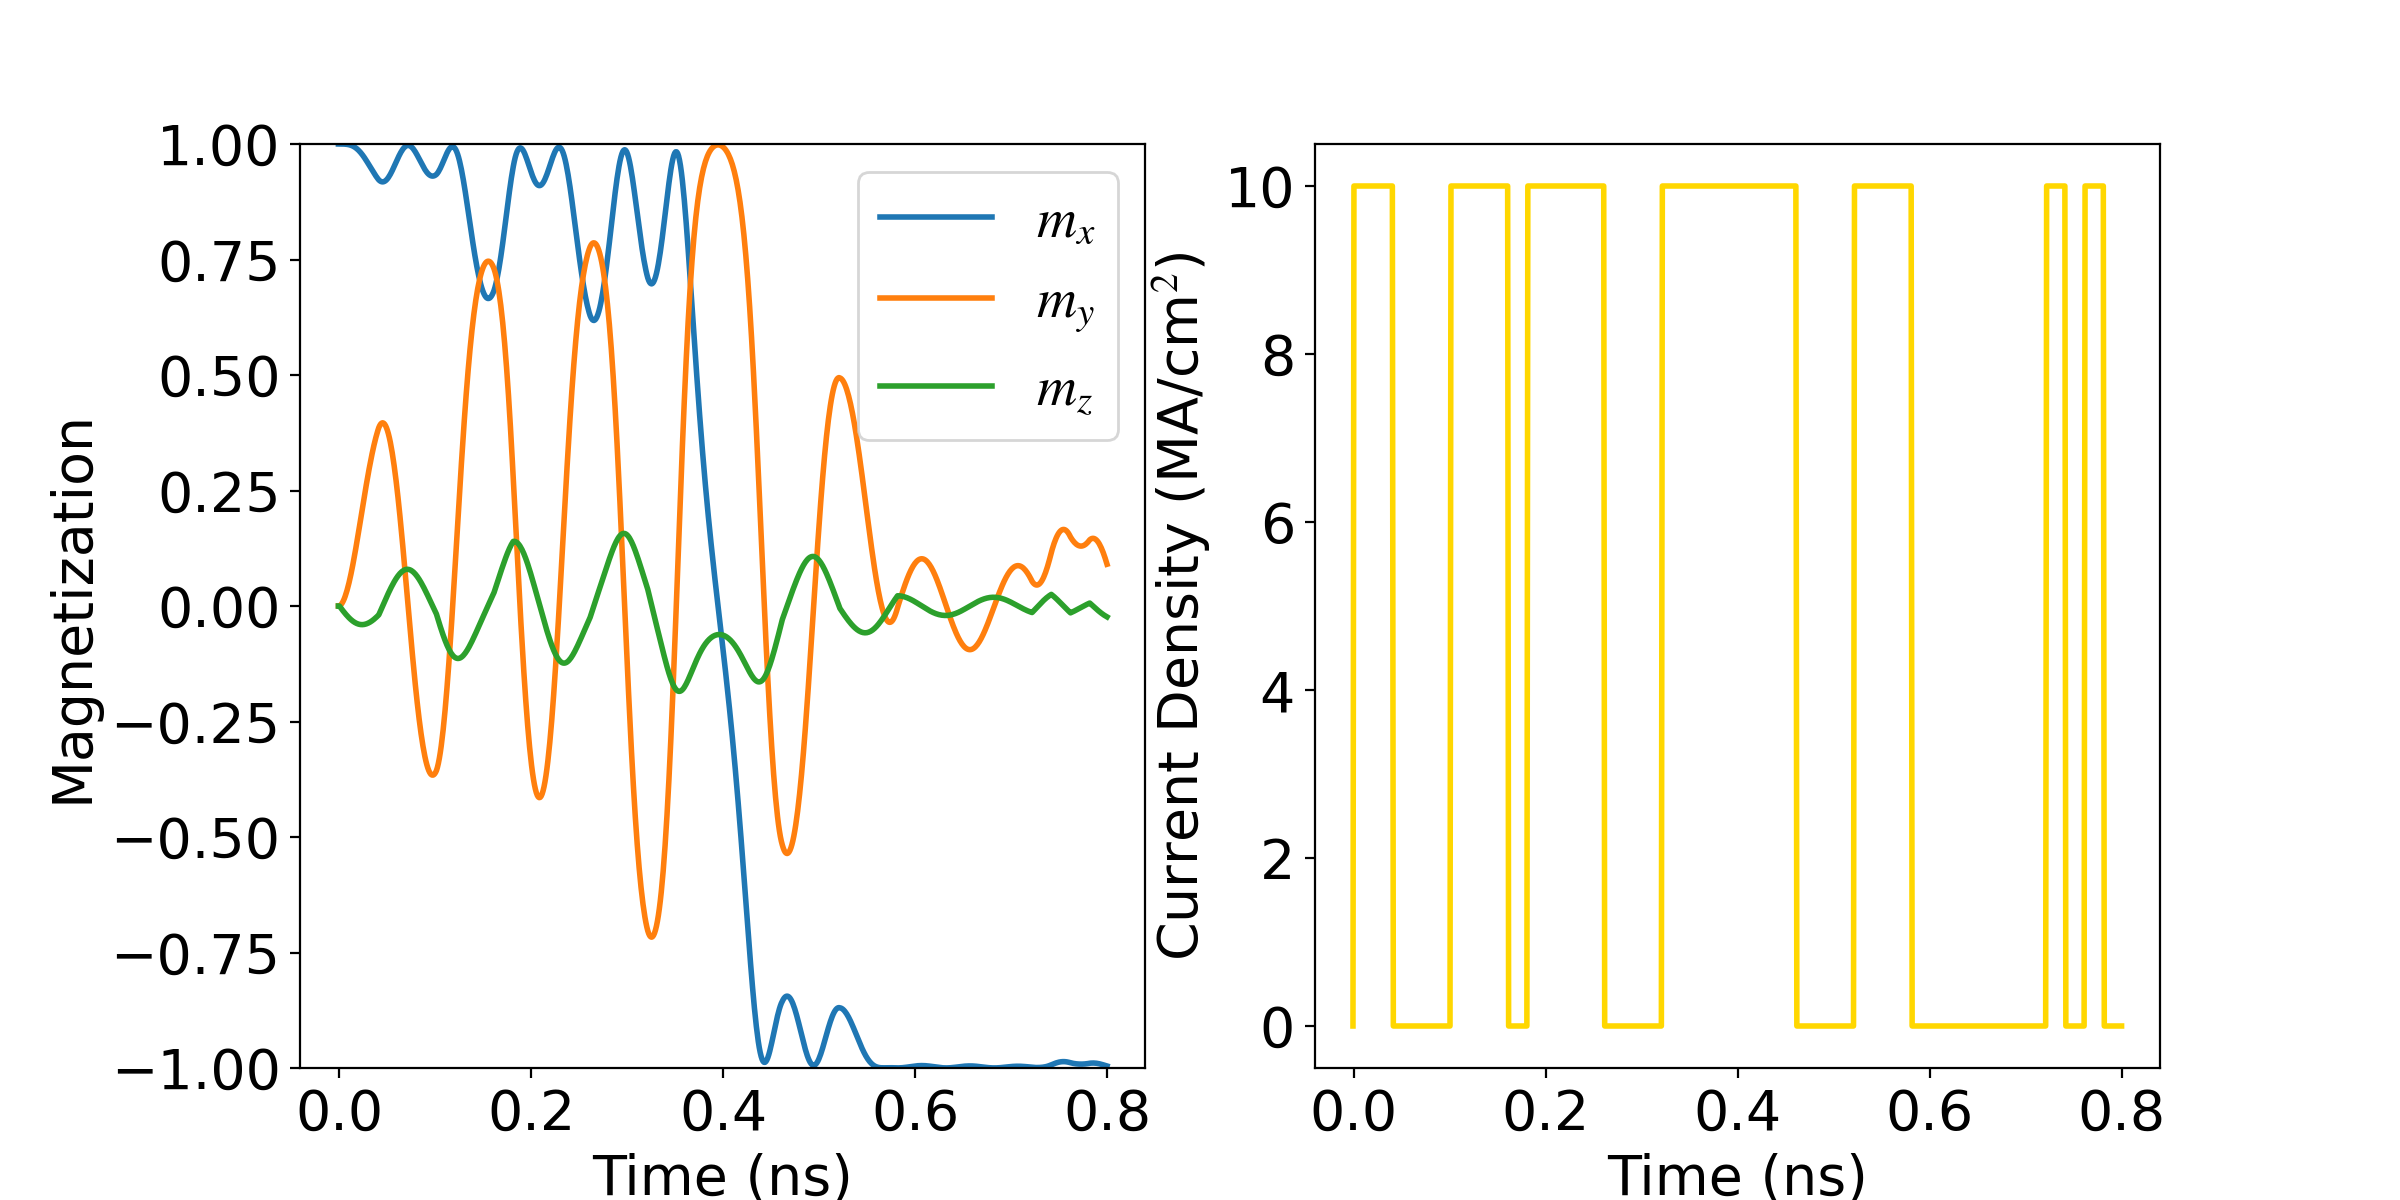 Magnetization
1.00
0.75
0.50
0.25
0.00
−0.25
−0.50
−0.75
−1.00
0.0 0.2 0.4 0.6 0.8
Time (ns)
m_x
m_y
m_z
Current Density (MA/cm²)
10
8
6
4
2
0
0.0 0.2 0.4 0.6 0.8
Time (ns)